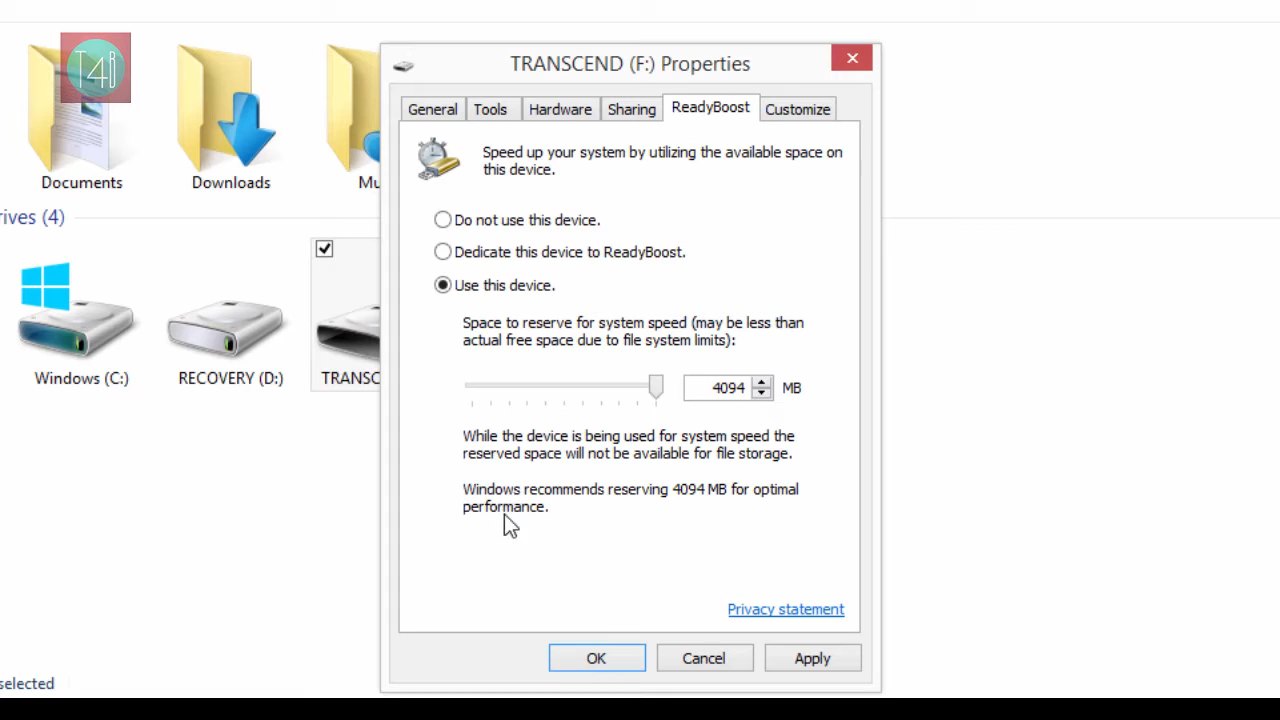 T4B
TRANSCEND (F:) Properties
General Tools Hardware Sharing ReadyBoost Customize
Speed up your system by utilizing the available space on
this device.
Documents
Downloads
Mu
rives (4)
Do not use this device.
Dedicate this device to ReadyBoost.
Use this device.
Space to reserve for system speed (may be less than
actual free space due to file system limits):
Windows (C:)
RECOVERY (D:)
TRANSC
4094 MB
While the device is being used for system speed the
reserved space will not be available for file storage.
Windows recommends reserving 4094 MB for optimal
performance.
Privacy statement
OK Cancel Apply
selected